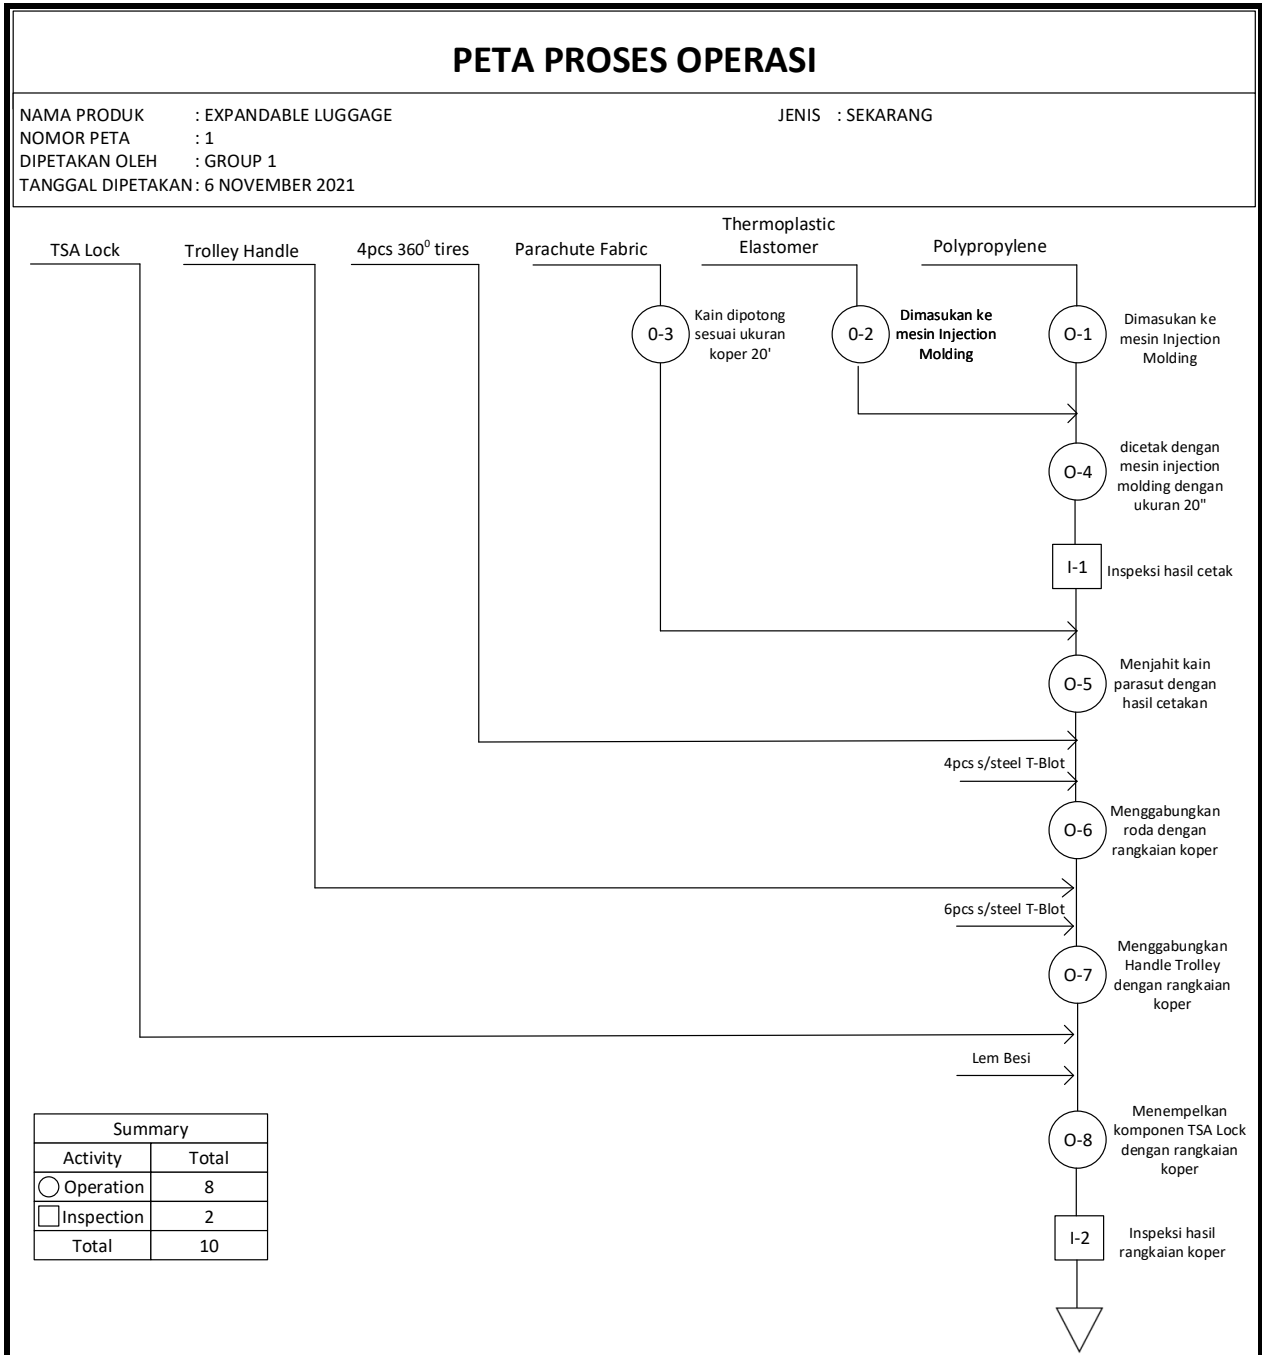 PETA PROSES OPERASI
NAMA PRODUK : EXPANDABLE LUGGAGE
JENIS : SEKARANG
NOMOR PETA : 1
DIPETAKAN OLEH : GROUP 1
TANGGAL DIPETAKAN : 6 NOVEMBER 2021
TSA Lock
Trolley Handle
4pcs 360⁰ tires
Parachute Fabric
Thermoplastic
Elastomer
Polypropylene
0-3
Kain dipotong
sesuai ukuran
koper 20'
0-2
Dimasukan ke
mesin Injection
Molding
O-1
Dimasukan ke
mesin Injection
Molding
O-4
dicetak dengan
mesin injection
molding dengan
ukuran 20"
I-1
Inspeksi hasil cetak
O-5
Menjahit kain
parasut dengan
hasil cetakan
4pcs s/steel T-Blot
O-6
Menggabungkan
roda dengan
rangkaian koper
6pcs s/steel T-Blot
O-7
Menggabungkan
Handle Trolley
dengan rangkaian
koper
Lem Besi
O-8
Menempelkan
komponen TSA Lock
dengan rangkaian
koper
I-2
Inspeksi hasil
rangkaian koper
Summary
Activity Total
Operation 8
Inspection 2
Total 10